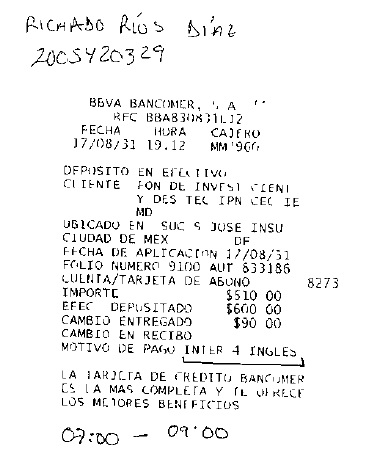 RICHADO RÍOS DÍAZ
2005420329
BBVA BANCOMER, S A
RFC BBA830831LJ2
FECHA HORA CAJERO
17/08/31 19.12 MM
DEPOSITO EN EFECTIVO
CLIENTE FON DE INVEST CIENT
Y DES TEC IPN CEC IE
MD
UBICADO EN SUC S JOSE INSU
CIUDAD DE MEX DF
FECHA DE APLICACION 17/08/31
FOLIO NUMERO 9100 AUT 833186
CUENTA/TARJETA DE ABONO 8273
IMPORTE $510 00
EFEC DEPOSITADO $600 00
CAMBIO ENTREGADO $90 00
CAMBIO EN RECIBO
MOTIVO DE PAGO INTER 4 INGLES
LA TARJETA DE CREDITO BANCOMER
ES LA MAS COMPLETA Y TE OFRECE
LOS MEJORES BENEFICIOS
07:00 - 09:00